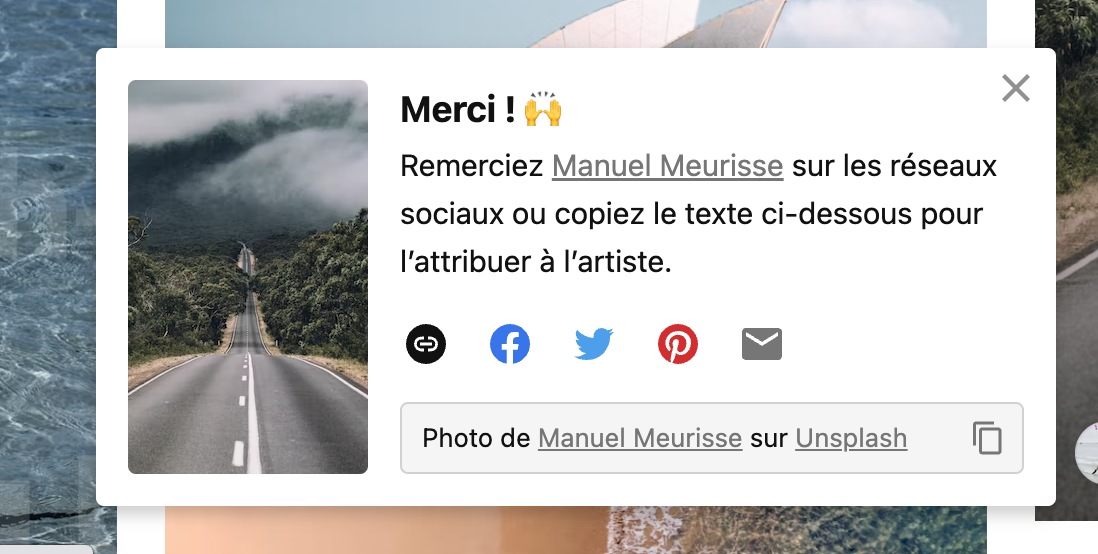 Merci ! 🙌
Remerciez Manuel Meurisse sur les réseaux
sociaux ou copiez le texte ci-dessous pour
l’attribuer à l’artiste.
Photo de Manuel Meurisse sur Unsplash